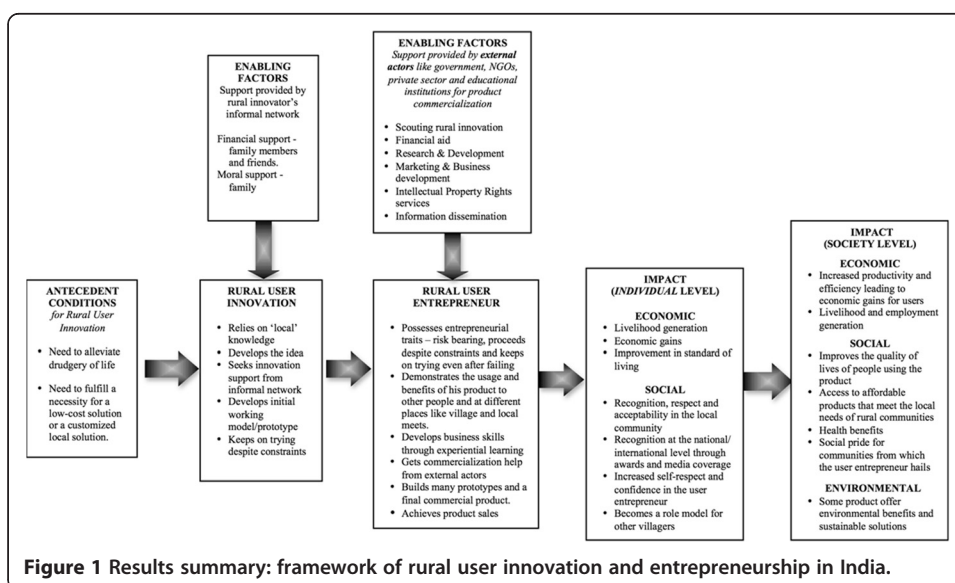 ENABLING
FACTORS
Support provided by
rural innovator's
informal network
Financial support -
family members
and friends.
Moral support -
family
ENABLING FACTORS
Support provided by external
actors like government, NGOs,
private sector and educational
institutions for product
commercialization
• Scouting rural innovation
• Financial aid
• Research & Development
• Marketing & Business
development
• Intellectual Property Rights
services
• Information dissemination
ANTECEDENT
CONDITIONS
for Rural User
Innovation
• Need to alleviate
drudgery of life
• Need to fulfill a
necessity for a
low-cost solution
or a customized
local solution.
RURAL USER
INNOVATION
• Relies on 'local'
knowledge
• Develops the idea
• Seeks innovation
support from
informal network
• Develops initial
working
model/prototype
• Keeps on trying
despite constraints
RURAL USER
ENTREPRENEUR
• Possesses entrepreneurial
traits – risk bearing, proceeds
despite constraints and keeps
on trying even after failing
• Demonstrates the usage and
benefits of his product to
other people and at different
places like village and local
meets.
• Develops business skills
through experiential learning
• Gets commercialization help
from external actors
• Builds many prototypes and a
final commercial product.
• Achieves product sales
IMPACT
(INDIVIDUAL LEVEL)
ECONOMIC
• Livelihood generation
• Economic gains
• Improvement in standard of
living
SOCIAL
• Recognition, respect and
acceptability in the local
community
• Recognition at the national/
international level through
awards and media coverage
• Increased self-respect and
confidence in the user
entrepreneur
• Becomes a role model for
other villagers
IMPACT
(SOCIETY LEVEL)
ECONOMIC
• Increased productivity and
efficiency leading to
economic gains for users
• Livelihood and employment
generation
SOCIAL
• Improves the quality of
lives of people using the
product
• Access to affordable
products that meet the local
needs of rural communities
• Health benefits
• Social pride for
communities from which
the user entrepreneur hails
ENVIRONMENTAL
• Some product offer
environmental benefits and
sustainable solutions
Figure 1 Results summary: framework of rural user innovation and entrepreneurship in India.